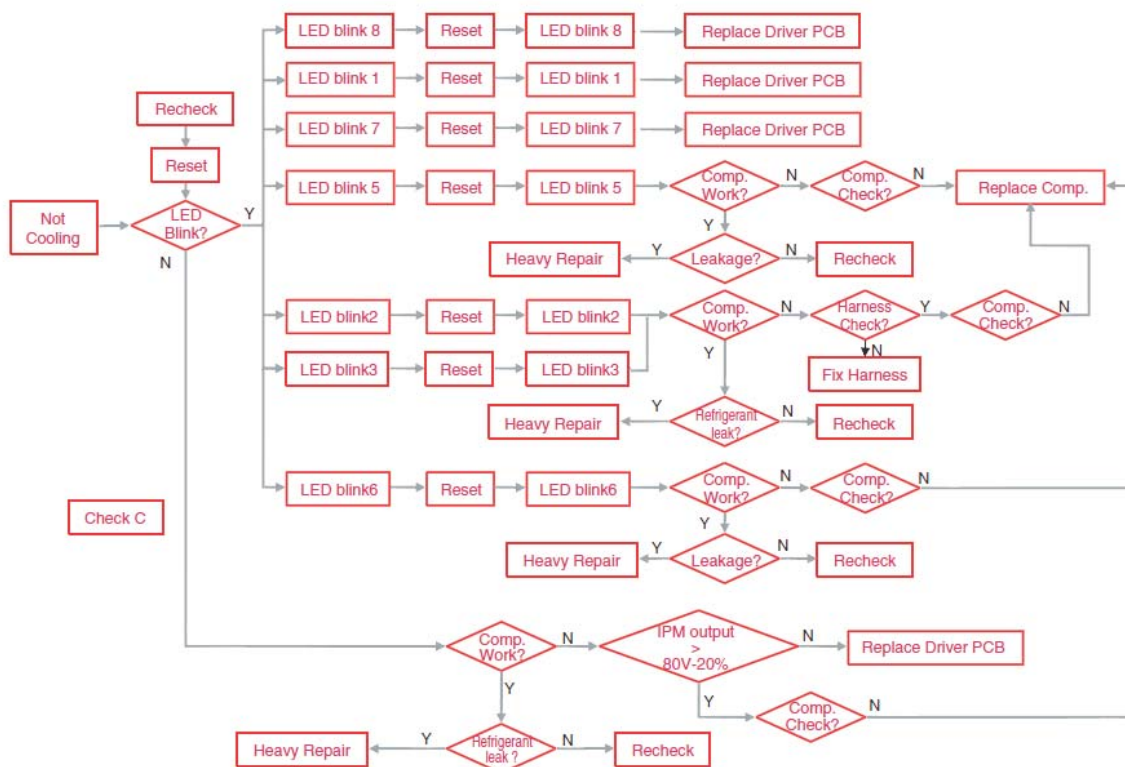 LED blink 8
Reset
LED blink 8
Replace Driver PCB
LED blink 1
Reset
LED blink 1
Replace Driver PCB
Recheck
LED blink 7
Reset
LED blink 7
Replace Driver PCB
Reset
LED blink 5
Reset
LED blink 5
Comp.
Work?
N
Comp.
Check?
N
Replace Comp.
Not
Cooling
LED
Blink?
Y
N
Y
Heavy Repair
Y
Leakage?
N
Recheck
LED blink2
Reset
LED blink2
Comp.
Work?
N
Harness
Check?
Y
Comp.
Check?
N
Y
N
LED blink3
Reset
LED blink3
Fix Harness
Heavy Repair
Y
Refrigerant
leak?
N
Recheck
LED blink6
Reset
LED blink6
Comp.
Work?
N
Comp.
Check?
N
Check C
Y
Heavy Repair
Y
Leakage?
N
Recheck
Comp.
Work?
N
IPM output
>
80V-20%
N
Replace Driver PCB
Y
Y
Comp.
Check?
N
Heavy Repair
Y
Refrigerant
leak ?
N
Recheck